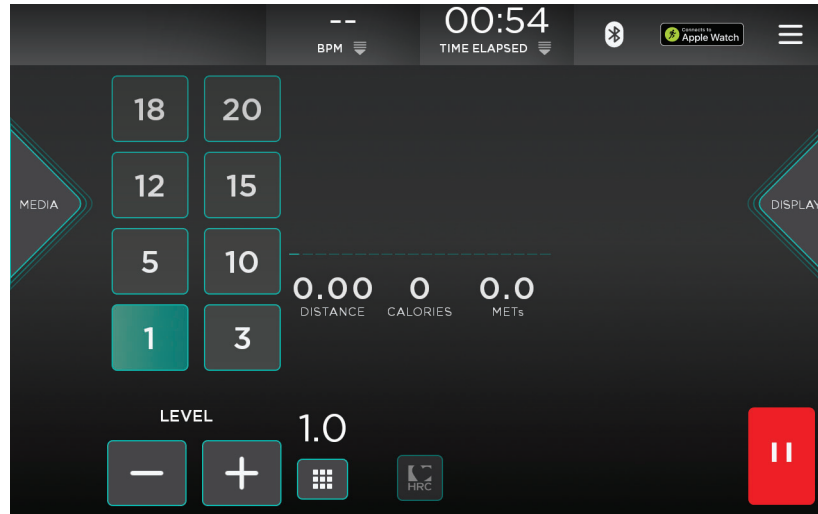 -- 00:54
BPM TIME ELAPSED
Connects to
Apple Watch
18 20
12 15
MEDIA
DISPLAY
5 10
0.00 0 0.0
DISTANCE CALORIES METs
1 3
LEVEL
1.0
HRC